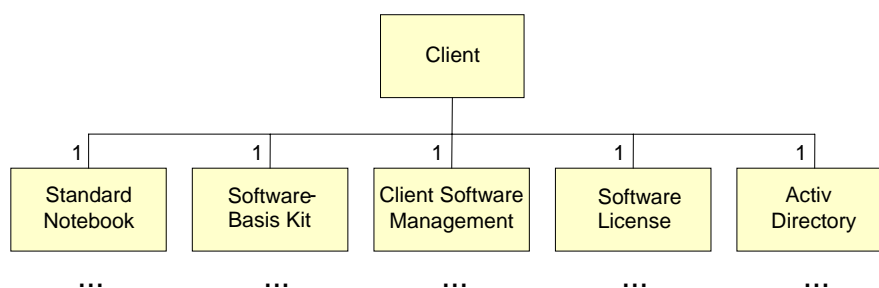 Client
1 1 1 1 1
Standard Notebook
Software-Basis Kit
Client Software Management
Software License
Activ Directory
... ... ... ... ...